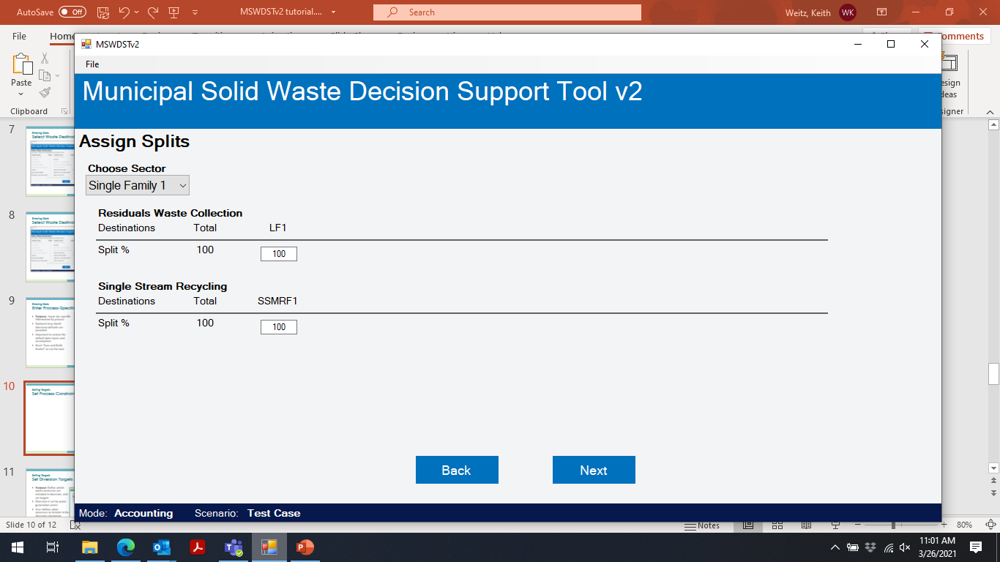 AutoSave Off MSWDSTv2 tutorial.... Search Weitz, Keith WK
File Home
MSWDSTv2
File
Paste
Clipboard
Municipal Solid Waste Decision Support Tool v2
Assign Splits
Choose Sector
Single Family 1
Residuals Waste Collection
Destinations Total LF1
Split % 100 100
Single Stream Recycling
Destinations Total SSMRF1
Split % 100 100
Back Next
Mode: Accounting Scenario: Test Case
7
8
9
10
11
Slide 10 of 12 Notes 80%
11:01 AM
3/26/2021